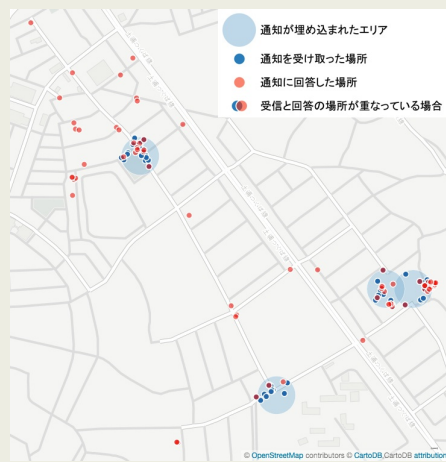 通知が埋め込まれたエリア
通知を受け取った場所
通知に回答した場所
受信と回答の場所が重なっている場合
© OpenStreetMap contributors © CartoDB,CartoDB attribution